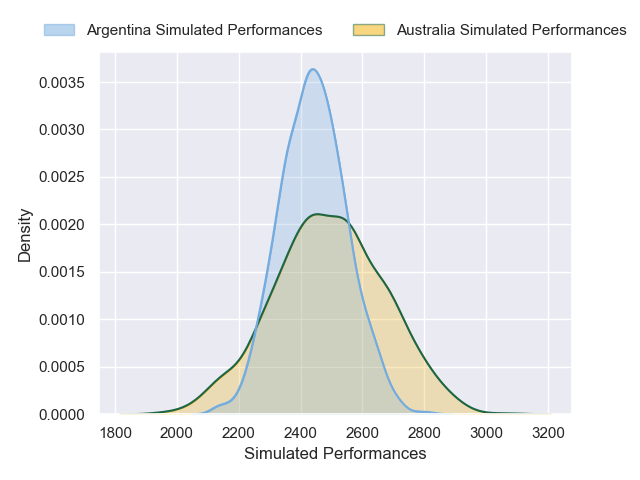 Argentina Simulated Performances Australia Simulated Performances
0.0035
0.0030
0.0025
0.0020
0.0015
0.0010
0.0005
0.0000
Density
1800 2000 2200 2400 2600 2800 3000 3200
Simulated Performances